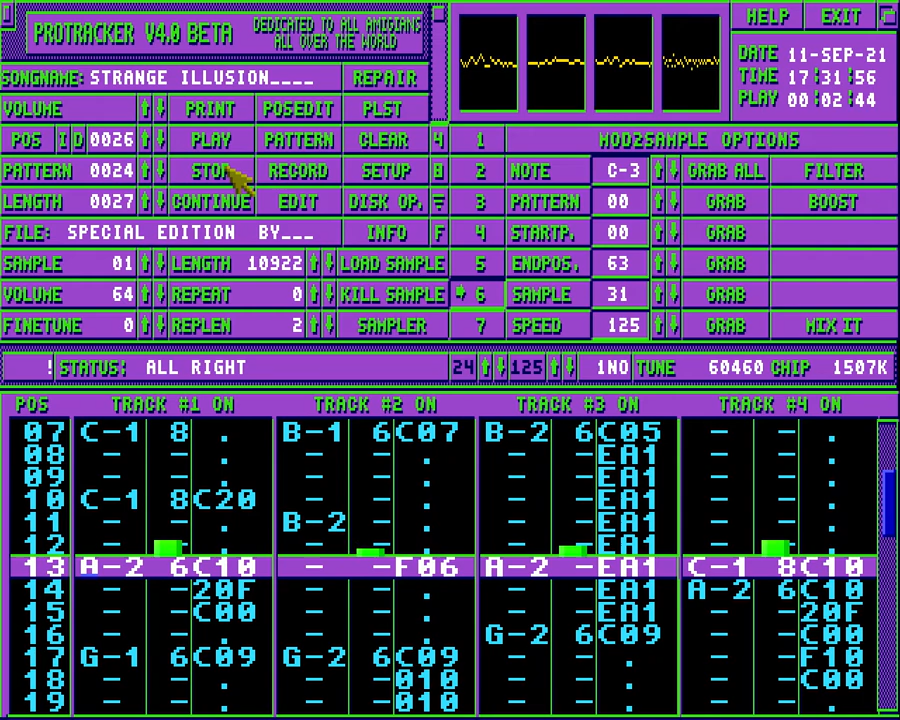 PROTRACKER V4.0 BETA DEDICATED TO ALL AMIGIANS
ALL OVER THE WORLD
SONGNAME: STRANGE ILLUSION____ REPAIR
VOLUME PRINT POSEDIT PLST
POS I D 0026 PLAY PATTERN CLEAR
PATTERN 0024 STOP RECORD SETUP
LENGTH 0027 CONTINUE EDIT DISK OP.
FILE: SPECIAL EDITION BY___ INFO F
SAMPLE 01 LENGTH 10922 LOAD SAMPLE
VOLUME 64 REPEAT 0 KILL SAMPLE
FINETUNE 0 REPLEN 2 SAMPLER
HELP EXIT
DATE 11-SEP-21
TIME 17:31:56
PLAY 00:02:44
1 MOD2SAMPLE OPTIONS
2 NOTE C-3 GRAB ALL FILTER
3 PATTERN 00 GRAB BOOST
4 STARTP. 00 GRAB
5 ENDPOS. 63 GRAB
6 SAMPLE 31 GRAB
7 SPEED 125 GRAB MIX IT
! STATUS: ALL RIGHT 24 125 1NO TUNE 60460 CHIP 1507K
POS TRACK #1 ON TRACK #2 ON TRACK #3 ON TRACK #4 ON
07 C-1 8 . B-1 6C07 B-2 6C05 - - .
08 - - . - - . - -EA1 - - .
09 - - . - - . - -EA1 - - .
10 C-1 8C20 - - . - -EA1 - - .
11 - - . B-2 - . - -EA1 - - .
12 - - . - - . - -EA1 - - .
13 A-2 6C10 - -F06 A-2 -EA1 C-1 8C10
14 - -20F - - . - -EA1 A-2 6C10
15 - -C00 - - . - -EA1 - -20F
16 - - . - - . G-2 6C09 - -C00
17 G-1 6C09 G-2 6C09 - - . - -F10
18 - - . - -010 - - . - -C00
19 - - . - -010 - - . - - .